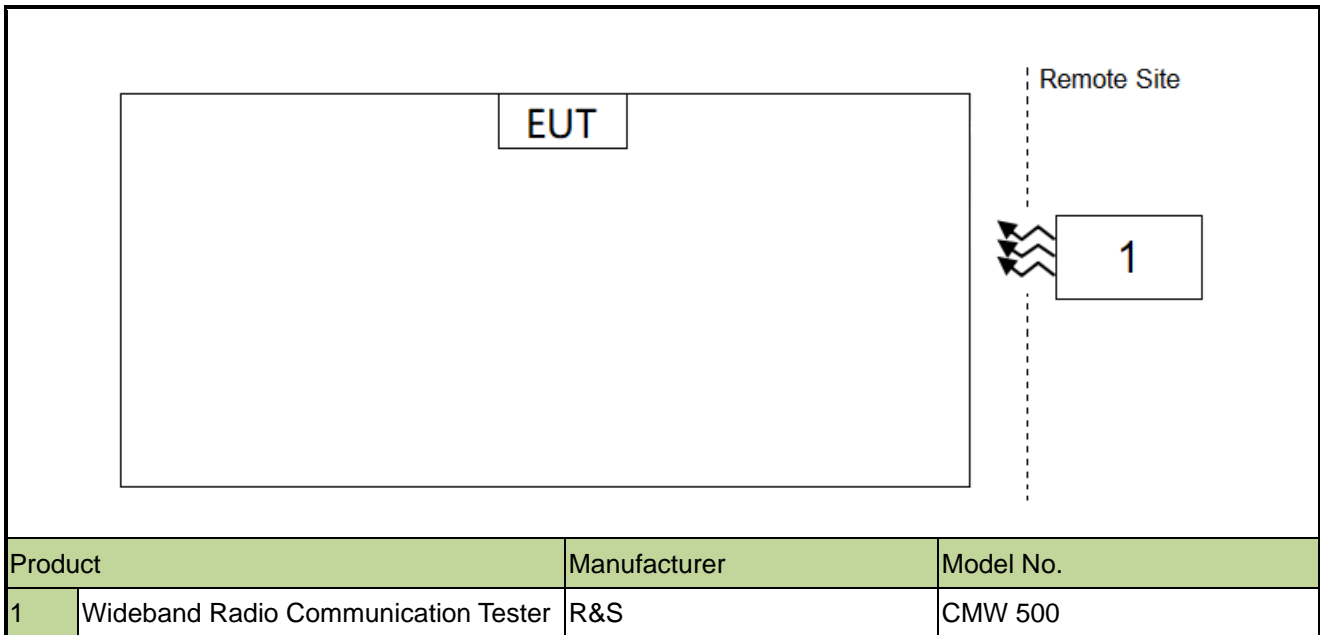 Remote Site
EUT
1
Product Manufacturer Model No.
1 Wideband Radio Communication Tester R&S CMW 500